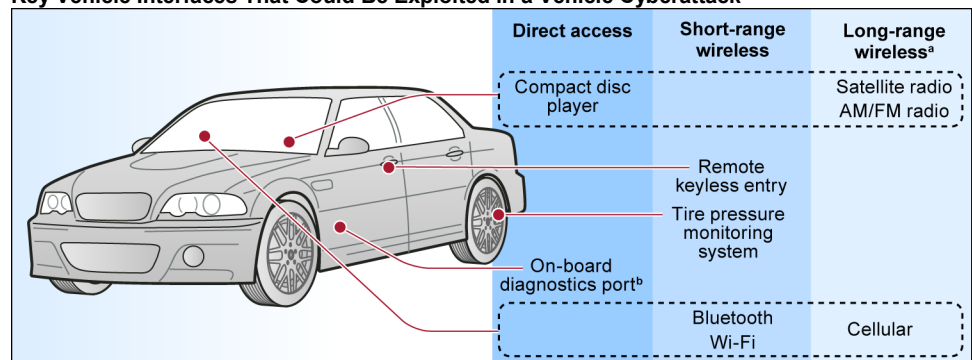 Key Vehicle Interfaces That Could Be Exploited in a Vehicle Cyberattack
Direct access
Short-range
wireless
Long-range
wirelessᵃ
Compact disc
player
Satellite radio
AM/FM radio
Remote
keyless entry
Tire pressure
monitoring
system
On-board
diagnostics portᵇ
Bluetooth
Wi-Fi
Cellular